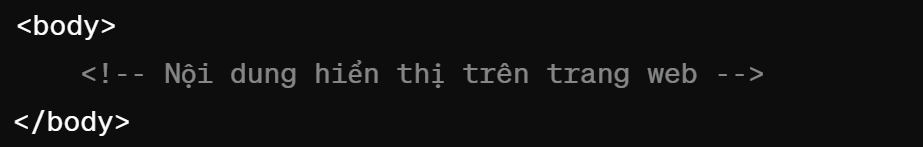 <body>
<!-- Nội dung hiển thị trên trang web -->
</body>